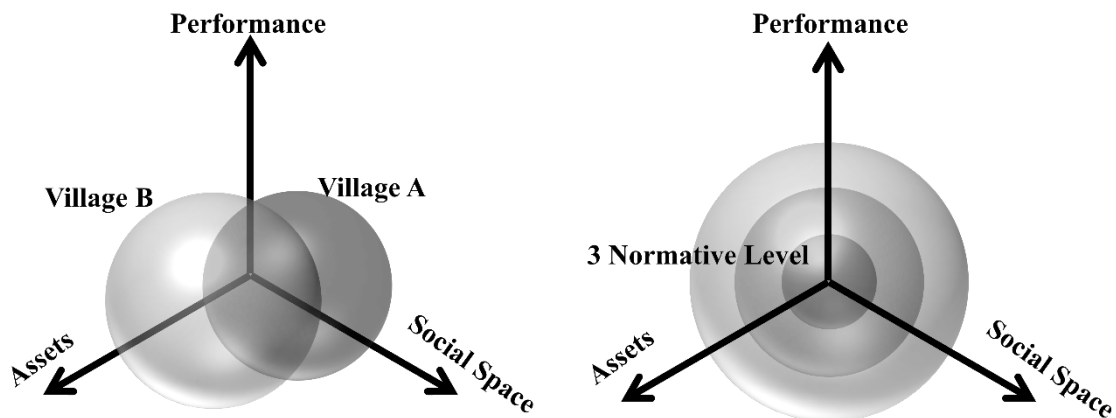 Performance
Village B
Village A
Assets
Social Space
Performance
3 Normative Level
Assets
Social Space